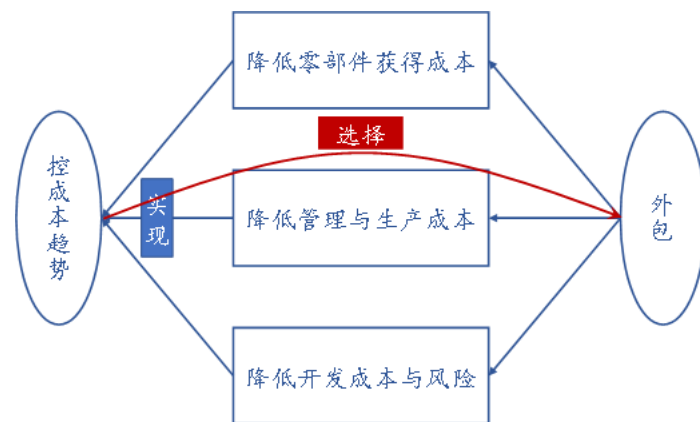 降低零部件获得成本
选择
控成本趋势
实现
降低管理与生产成本
外包
降低开发成本与风险